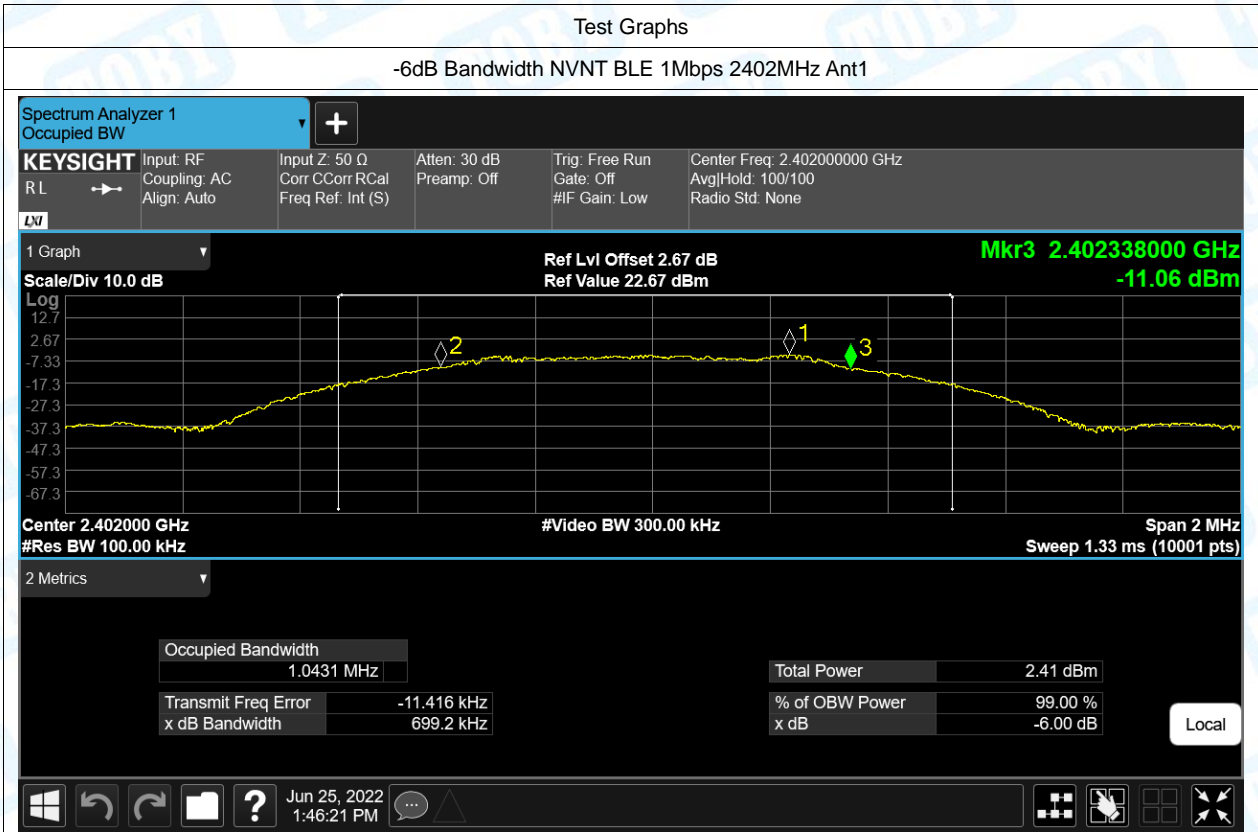 Test Graphs
-6dB Bandwidth NVNT BLE 1Mbps 2402MHz Ant1
Spectrum Analyzer 1
Occupied BW
KEYSIGHT Input: RF Input Z: 50 Ω Atten: 30 dB Trig: Free Run Center Freq: 2.402000000 GHz
RL Coupling: AC Corr CCorr RCal Preamp: Off Gate: Off Avg|Hold: 100/100
Align: Auto Freq Ref: Int (S) #IF Gain: Low Radio Std: None
LXI
1 Graph Ref Lvl Offset 2.67 dB Mkr3 2.402338000 GHz
Scale/Div 10.0 dB Ref Value 22.67 dBm -11.06 dBm
Log
12.7
2.67
-7.33
-17.3
-27.3
-37.3
-47.3
-57.3
-67.3
2
1
3
Center 2.402000 GHz #Video BW 300.00 kHz Span 2 MHz
#Res BW 100.00 kHz Sweep 1.33 ms (10001 pts)
2 Metrics
Occupied Bandwidth
1.0431 MHz Total Power 2.41 dBm
Transmit Freq Error -11.416 kHz % of OBW Power 99.00 %
x dB Bandwidth 699.2 kHz x dB -6.00 dB
Local
? Jun 25, 2022
1:46:21 PM
TOBY